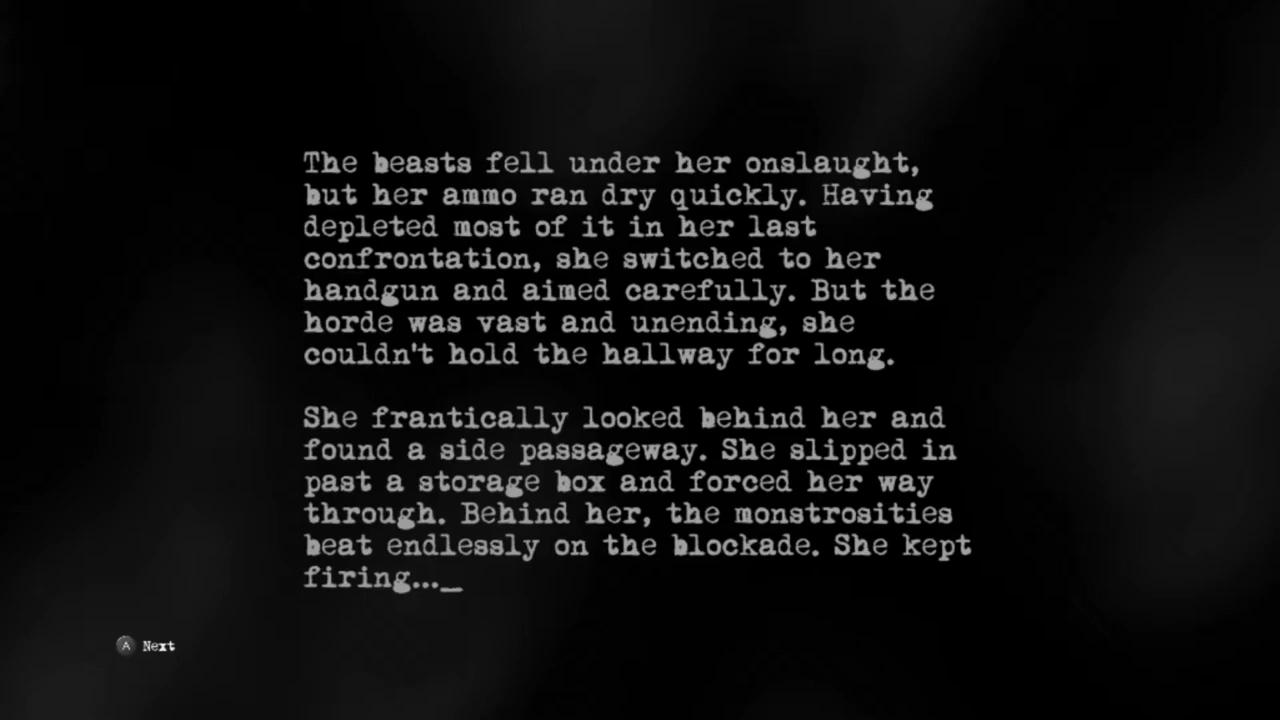 The beasts fell under her onslaught,
but her ammo ran dry quickly. Having
depleted most of it in her last
confrontation, she switched to her
handgun and aimed carefully. But the
horde was vast and unending, she
couldn't hold the hallway for long.
She frantically looked behind her and
found a side passageway. She slipped in
past a storage box and forced her way
through. Behind her, the monstrosities
beat endlessly on the blockade. She kept
firing..._
A Next